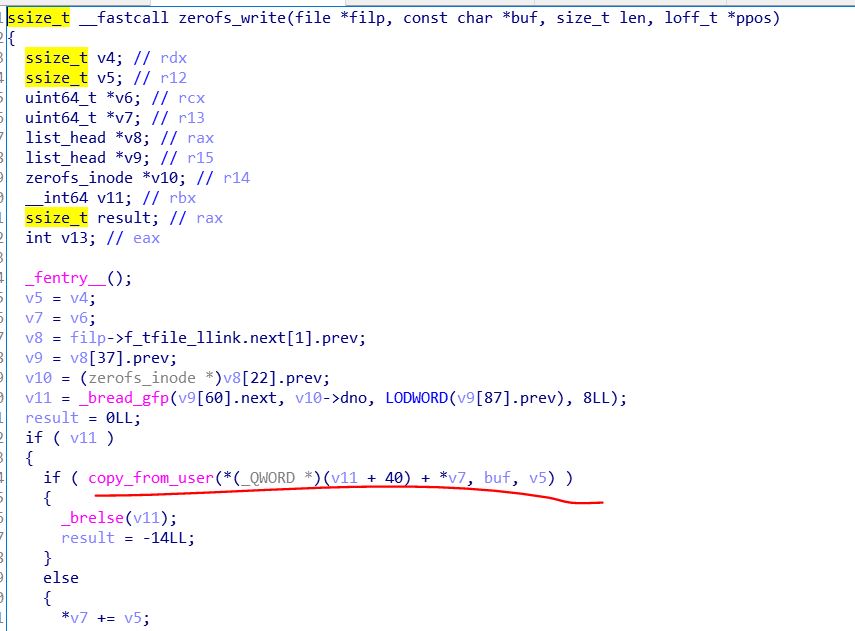 ssize_t __fastcall zerofs_write(file *filp, const char *buf, size_t len, loff_t *ppos)
{
  ssize_t v4; // rdx
  ssize_t v5; // r12
  uint64_t *v6; // rcx
  uint64_t *v7; // r13
  list_head *v8; // rax
  list_head *v9; // r15
  zerofs_inode *v10; // r14
  __int64 v11; // rbx
  ssize_t result; // rax
  int v13; // eax

  _fentry__();
  v5 = v4;
  v7 = v6;
  v8 = filp->f_tfile_llink.next[1].prev;
  v9 = v8[37].prev;
  v10 = (zerofs_inode *)v8[22].prev;
  v11 = _bread_gfp(v9[60].next, v10->dno, LODWORD(v9[87].prev), 8LL);
  result = 0LL;
  if ( v11 )
  {
    if ( copy_from_user(*(_QWORD *)(v11 + 40) + *v7, buf, v5) )
    {
      _brelse(v11);
      result = -14LL;
    }
    else
    {
      *v7 += v5;